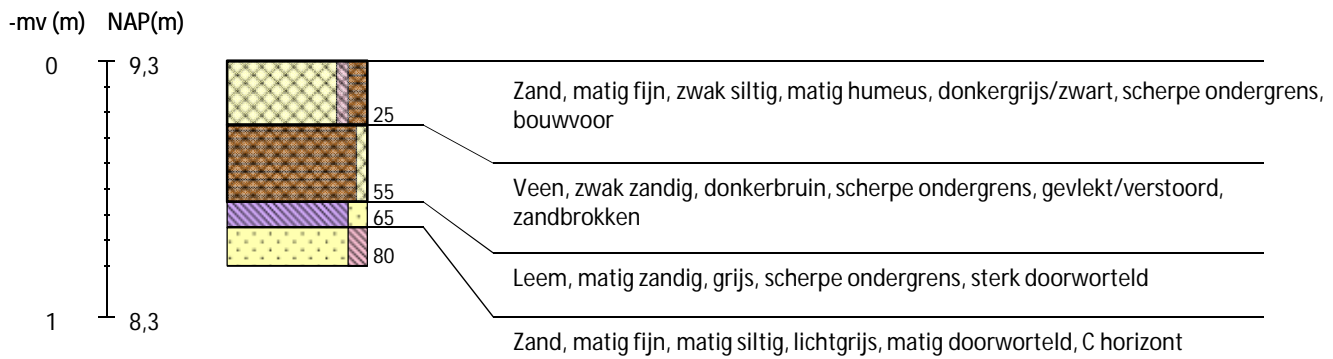 -mv (m) NAP(m)
0 9,3
Zand, matig fijn, zwak siltig, matig humeus, donkergrijs/zwart, scherpe ondergrens,
bouwvoor
25
Veen, zwak zandig, donkerbruin, scherpe ondergrens, gevlekt/verstoord,
zandbrokken
55
65
80
Leem, matig zandig, grijs, scherpe ondergrens, sterk doorworteld
1 8,3
Zand, matig fijn, matig siltig, lichtgrijs, matig doorworteld, C horizont